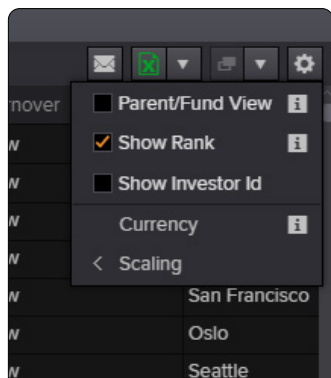 Parent/Fund View i
rnover
Show Rank i
Show Investor Id
Currency i
< Scaling
San Francisco
Oslo
Seattle